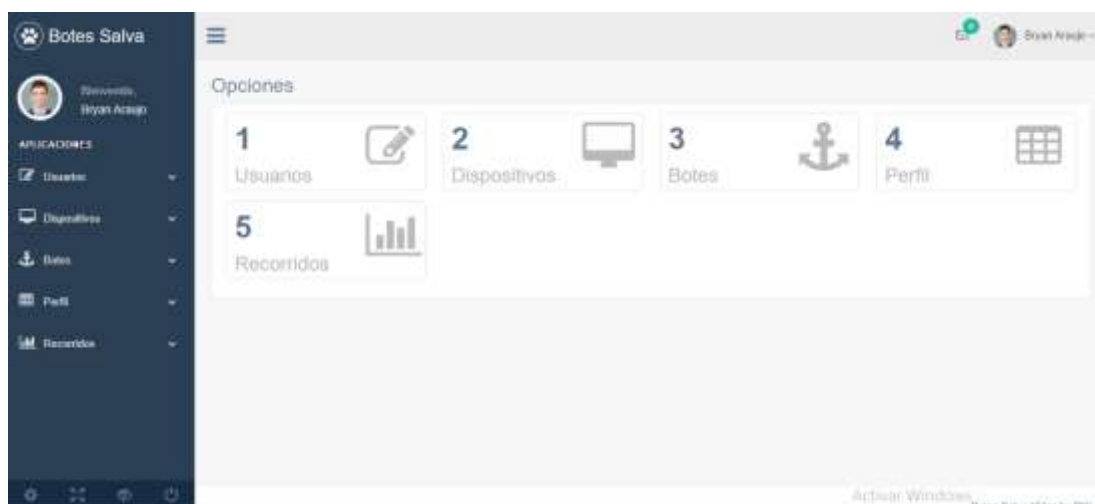 Botes Salva
Bryan Araujo
Bienvenido,
Bryan Araujo
APLICACIONES
Usuarios
Dispositivos
Botes
Perfil
Recorridos
Opciones
1
Usuarios
2
Dispositivos
3
Botes
4
Perfil
5
Recorridos
Activar Windows